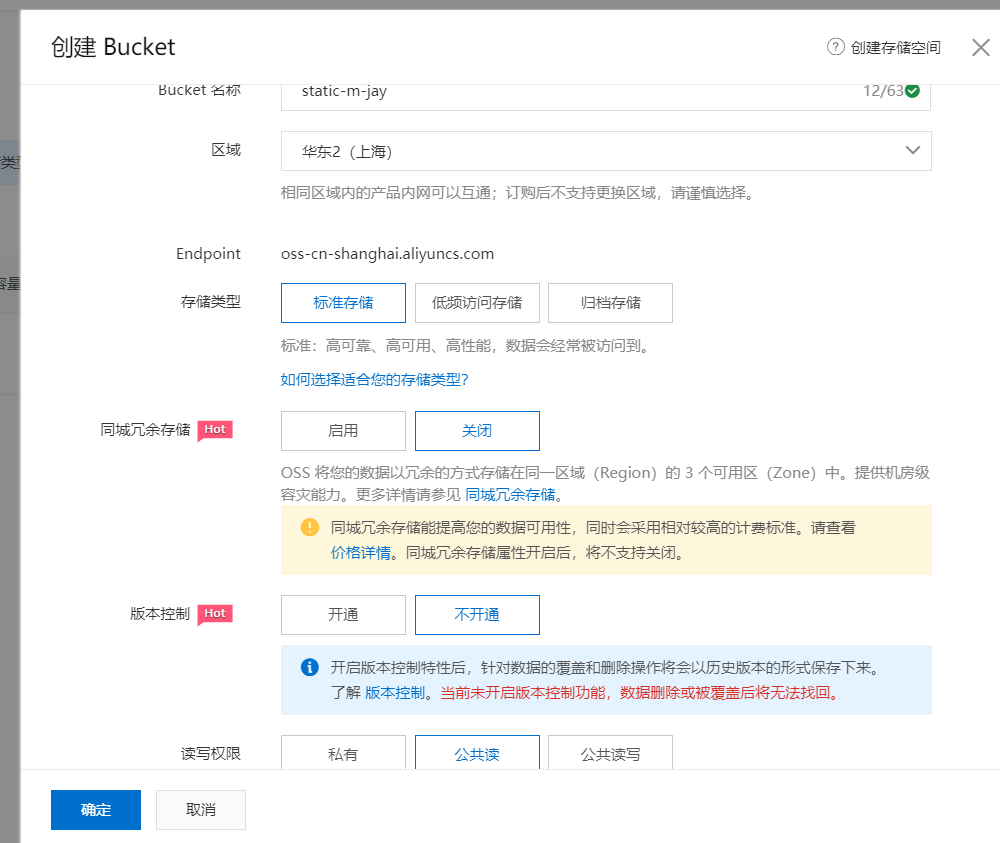 创建 Bucket
创建存储空间
Bucket 名称
static-m-jay
12/63
区域
华东2（上海）
相同区域内的产品内网可以互通；订购后不支持更换区域，请谨慎选择。
Endpoint
oss-cn-shanghai.aliyuncs.com
存储类型
标准存储
低频访问存储
归档存储
标准：高可靠、高可用、高性能，数据会经常被访问到。
如何选择适合您的存储类型?
同城冗余存储 Hot
启用
关闭
OSS 将您的数据以冗余的方式存储在同一区域（Region）的 3 个可用区（Zone）中。提供机房级
容灾能力。更多详情请参见 同城冗余存储。
同城冗余存储能提高您的数据可用性，同时会采用相对较高的计费标准。请查看
价格详情。同城冗余存储属性开启后，将不支持关闭。
版本控制 Hot
开通
不开通
开启版本控制特性后，针对数据的覆盖和删除操作将会以历史版本的形式保存下来。
了解 版本控制。当前未开启版本控制功能，数据删除或被覆盖后将无法找回。
读写权限
私有
公共读
公共读写
确定
取消